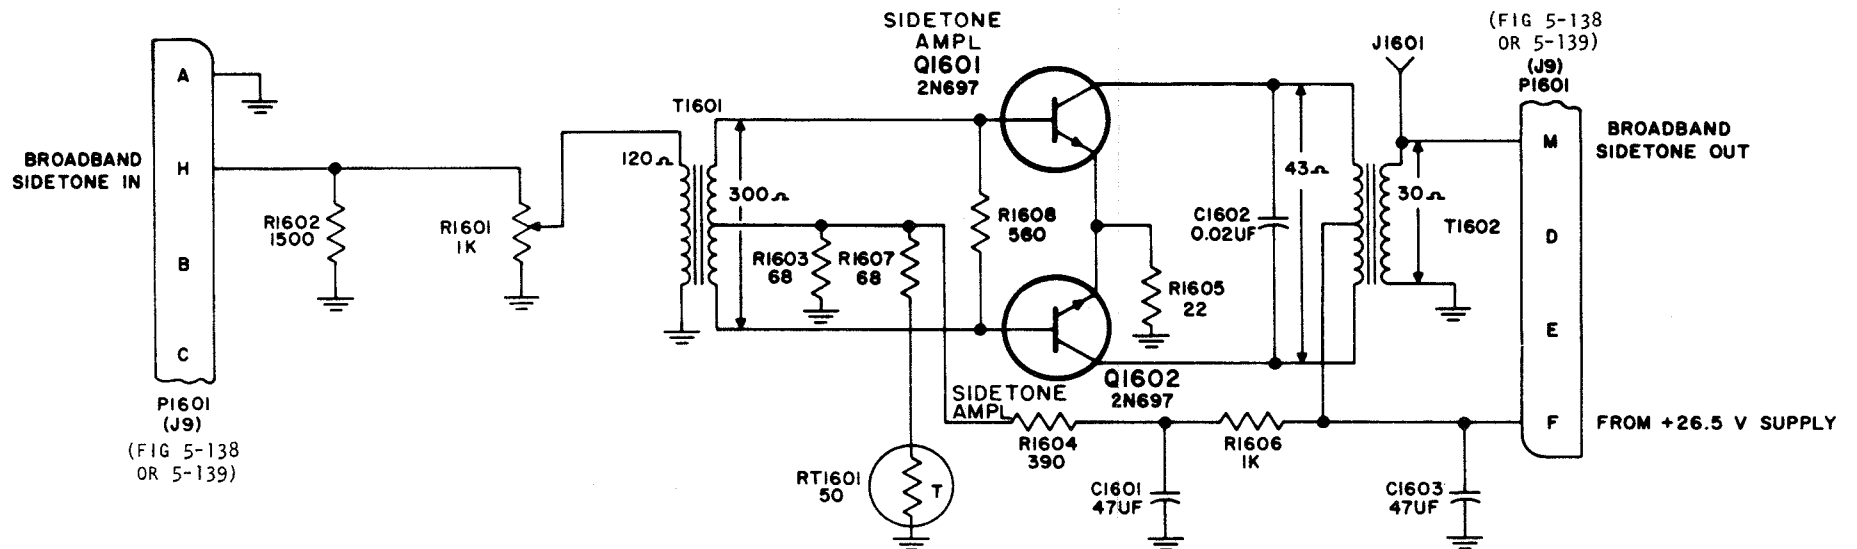 A
H
B
C
BROADBAND
SIDETONE IN
P1601
(J9)
(FIG 5-138
OR 5-139)
R1602
1500
R1601
1K
T1601
120Ω
300Ω
R1603
68
R1607
68
RT1601
50
T
SIDETONE
AMPL
Q1601
2N697
R1608
560
SIDETONE
AMPL
Q1602
2N697
R1605
22
R1604
390
C1601
47UF
R1606
1K
C1602
0.02UF
43Ω
30Ω
T1602
J1601
C1603
47UF
(FIG 5-138
OR 5-139)
(J9)
P1601
M
D
E
F
BROADBAND
SIDETONE OUT
FROM +26.5 V SUPPLY